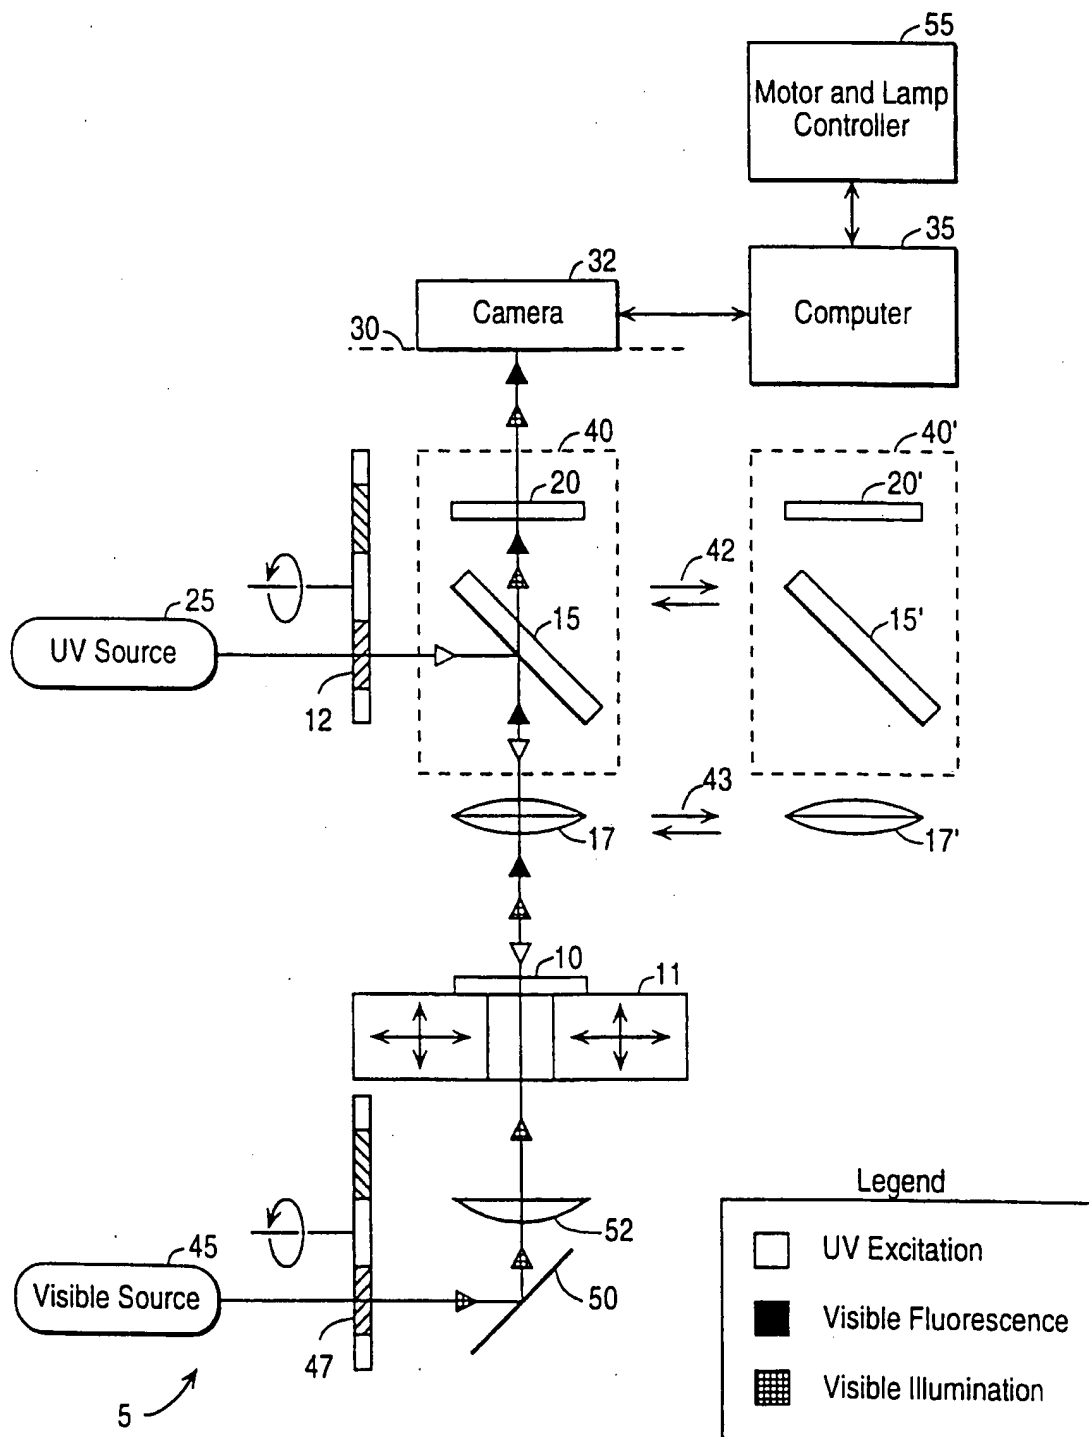 55
Motor and Lamp
Controller
35
32
Camera
Computer
30
40
40'
20
20'
42
25
15
15'
UV Source
12
43
17
17'
10
11
52
45
50
Visible Source
47
5
Legend
UV Excitation
Visible Fluorescence
Visible Illumination